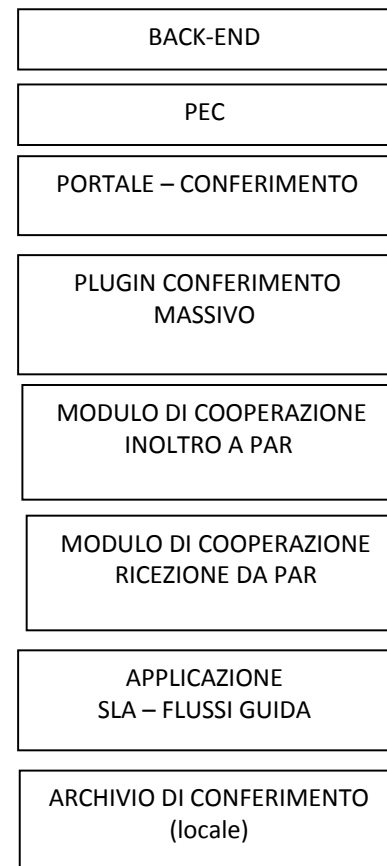 BACK-END
PEC
PORTALE – CONFERIMENTO
PLUGIN CONFERIMENTO
MASSIVO
MODULO DI COOPERAZIONE
INOLTRO A PAR
MODULO DI COOPERAZIONE
RICEZIONE DA PAR
APPLICAZIONE
SLA – FLUSSI GUIDA
ARCHIVIO DI CONFERIMENTO
(locale)